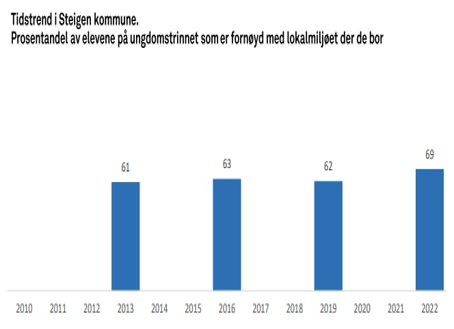 Tidstrend i Steigen kommune.
Prosentandel av elevene på ungdomstrinnet som er fornøyd med lokalmiljøet der de bor
61
63
62
69
2010 2011 2012 2013 2014 2015 2016 2017 2018 2019 2020 2021 2022